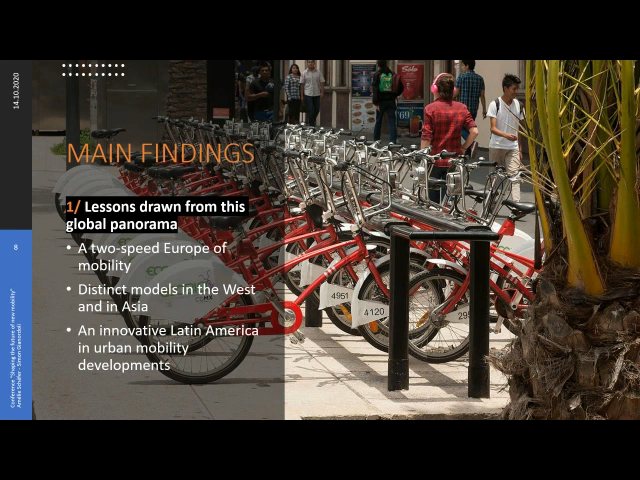 14.10.2020
8
Conference "Shaping the future of new mobility"
MAIN FINDINGS
1/ Lessons drawn from this
global panorama
• A two-speed Europe of
mobility
• Distinct models in the West
and in Asia
• An innovative Latin America
in urban mobility
developments
4951
4120
295
69